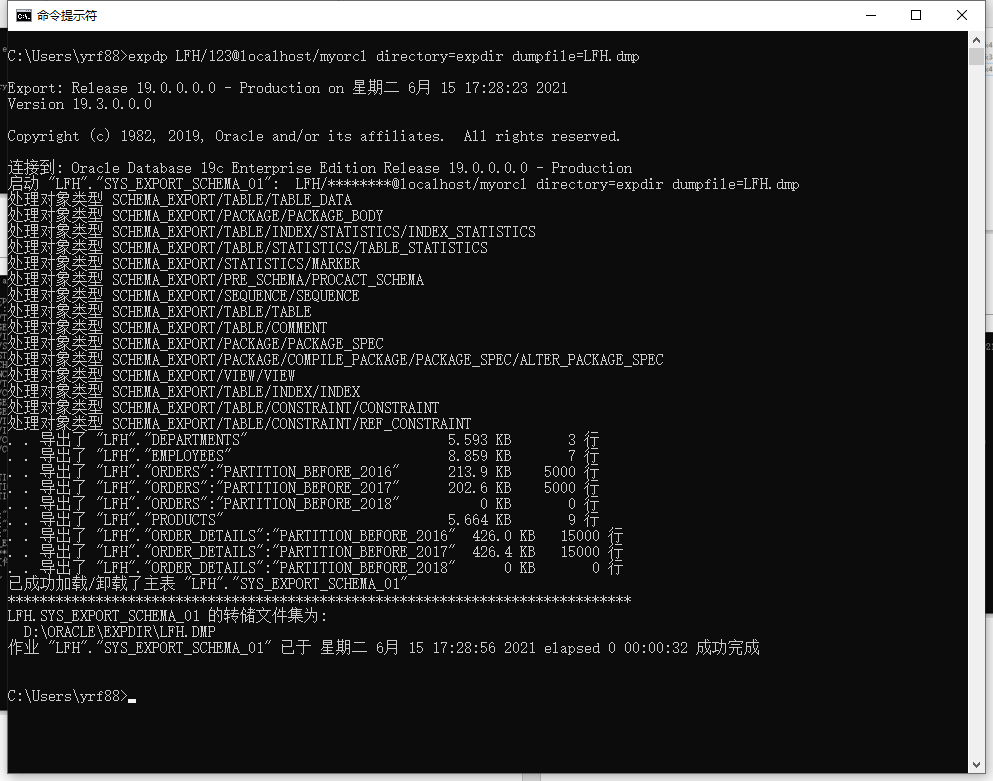 命令提示符
C:\Users\yrf88>expdp LFH/123@localhost/myorcl directory=expdir dumpfile=LFH.dmp
Export: Release 19.0.0.0.0 - Production on 星期二 6月 15 17:28:23 2021
Version 19.3.0.0.0
Copyright (c) 1982, 2019, Oracle and/or its affiliates.  All rights reserved.
连接到: Oracle Database 19c Enterprise Edition Release 19.0.0.0.0 - Production
启动 "LFH"."SYS_EXPORT_SCHEMA_01":  LFH/********@localhost/myorcl directory=expdir dumpfile=LFH.dmp
处理对象类型 SCHEMA_EXPORT/TABLE/TABLE_DATA
处理对象类型 SCHEMA_EXPORT/PACKAGE/PACKAGE_BODY
处理对象类型 SCHEMA_EXPORT/TABLE/INDEX/STATISTICS/INDEX_STATISTICS
处理对象类型 SCHEMA_EXPORT/TABLE/STATISTICS/TABLE_STATISTICS
处理对象类型 SCHEMA_EXPORT/STATISTICS/MARKER
处理对象类型 SCHEMA_EXPORT/PRE_SCHEMA/PROCACT_SCHEMA
处理对象类型 SCHEMA_EXPORT/SEQUENCE/SEQUENCE
处理对象类型 SCHEMA_EXPORT/TABLE/TABLE
处理对象类型 SCHEMA_EXPORT/TABLE/COMMENT
处理对象类型 SCHEMA_EXPORT/PACKAGE/PACKAGE_SPEC
处理对象类型 SCHEMA_EXPORT/PACKAGE/COMPILE_PACKAGE/PACKAGE_SPEC/ALTER_PACKAGE_SPEC
处理对象类型 SCHEMA_EXPORT/VIEW/VIEW
处理对象类型 SCHEMA_EXPORT/TABLE/INDEX/INDEX
处理对象类型 SCHEMA_EXPORT/TABLE/CONSTRAINT/CONSTRAINT
处理对象类型 SCHEMA_EXPORT/TABLE/CONSTRAINT/REF_CONSTRAINT
. . 导出了 "LFH"."DEPARTMENTS" 5.593 KB 3 行
. . 导出了 "LFH"."EMPLOYEES" 8.859 KB 7 行
. . 导出了 "LFH"."ORDERS":"PARTITION_BEFORE_2016" 213.9 KB 5000 行
. . 导出了 "LFH"."ORDERS":"PARTITION_BEFORE_2017" 202.6 KB 5000 行
. . 导出了 "LFH"."ORDERS":"PARTITION_BEFORE_2018" 0 KB 0 行
. . 导出了 "LFH"."PRODUCTS" 5.664 KB 9 行
. . 导出了 "LFH"."ORDER_DETAILS":"PARTITION_BEFORE_2016" 426.0 KB 15000 行
. . 导出了 "LFH"."ORDER_DETAILS":"PARTITION_BEFORE_2017" 426.4 KB 15000 行
. . 导出了 "LFH"."ORDER_DETAILS":"PARTITION_BEFORE_2018" 0 KB 0 行
已成功加载/卸载了主表 "LFH"."SYS_EXPORT_SCHEMA_01"
******************************************************************************
LFH.SYS_EXPORT_SCHEMA_01 的转储文件集为:
D:\ORACLE\EXPDIR\LFH.DMP
作业 "LFH"."SYS_EXPORT_SCHEMA_01" 已于 星期二 6月 15 17:28:56 2021 elapsed 0 00:00:32 成功完成
C:\Users\yrf88>